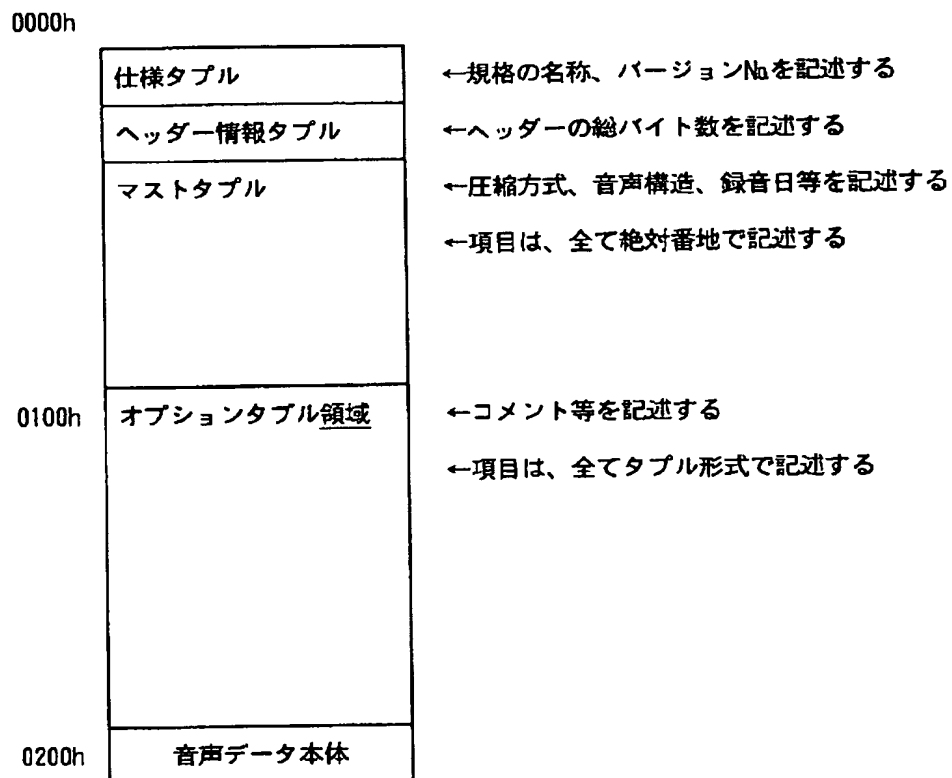 0000h
仕様タプル ←規格の名称、バージョン№を記述する
ヘッダー情報タプル ←ヘッダーの総バイト数を記述する
マストタプル ←圧縮方式、音声構造、録音日等を記述する
←項目は、全て絶対番地で記述する
0100h オプションタプル領域 ←コメント等を記述する
←項目は、全てタプル形式で記述する
0200h 音声データ本体